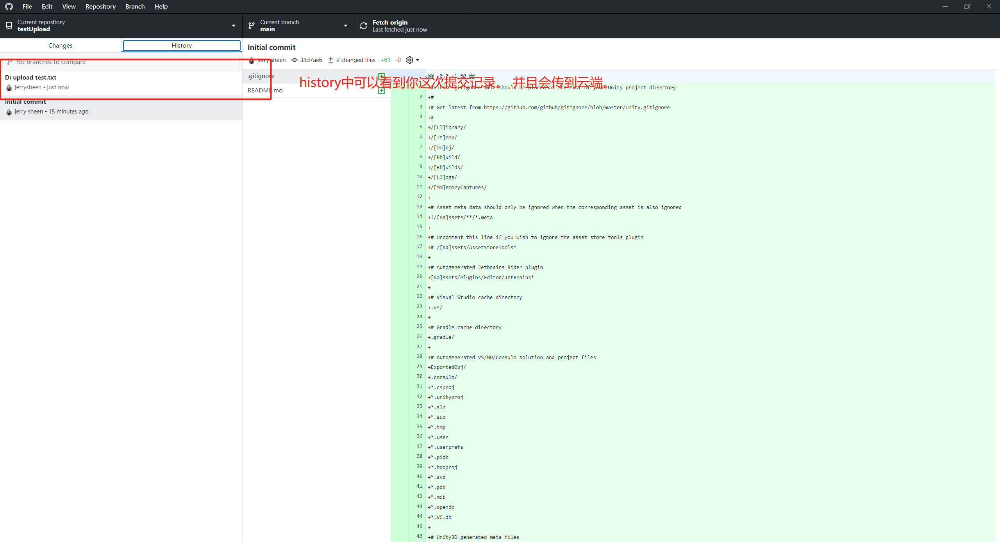 File Edit View Repository Branch Help
Current repository
testUpload
Current branch
main
Fetch origin
Last fetched just now
Changes
History
No branches to compare
D: upload test.txt
jerrysheen • just now
Initial commit
jerry sheen • 15 minutes ago
Initial commit
jerry sheen 38d7ae6 2 changed files +61 -0
.gitignore
README.md
history中可以看到你这次提交记录。 并且会传到云端。
@@ -0,0 +1,60 @@
1 +# This .gitignore file should be placed at the root of your Unity project directory
2 +#
3 +# Get latest from https://github.com/github/gitignore/blob/master/Unity.gitignore
4 +#
5 +/[Ll]ibrary/
6 +/[Tt]emp/
7 +/[Oo]bj/
8 +/[Bb]uild/
9 +/[Bb]uilds/
10 +/[Ll]ogs/
11 +/[Mm]emoryCaptures/
12 +
13 +# Asset meta data should only be ignored when the corresponding asset is also ignored
14 +!/[Aa]ssets/**/*.meta
15 +
16 +# Uncomment this line if you wish to ignore the asset store tools plugin
17 +# /[Aa]ssets/AssetStoreTools*
18 +
19 +# Autogenerated Jetbrains Rider plugin
20 +[Aa]ssets/Plugins/Editor/JetBrains*
21 +
22 +# Visual Studio cache directory
23 +.vs/
24 +
25 +# Gradle cache directory
26 +.gradle/
27 +
28 +# Autogenerated VS/MD/Consulo solution and project files
29 +ExportedObj/
30 +.consulo/
31 +*.csproj
32 +*.unityproj
33 +*.sln
34 +*.suo
35 +*.tmp
36 +*.user
37 +*.userprefs
38 +*.pidb
39 +*.booproj
40 +*.svd
41 +*.pdb
42 +*.mdb
43 +*.opendb
44 +*.VC.db
45 +
46 +# Unity3D generated meta files